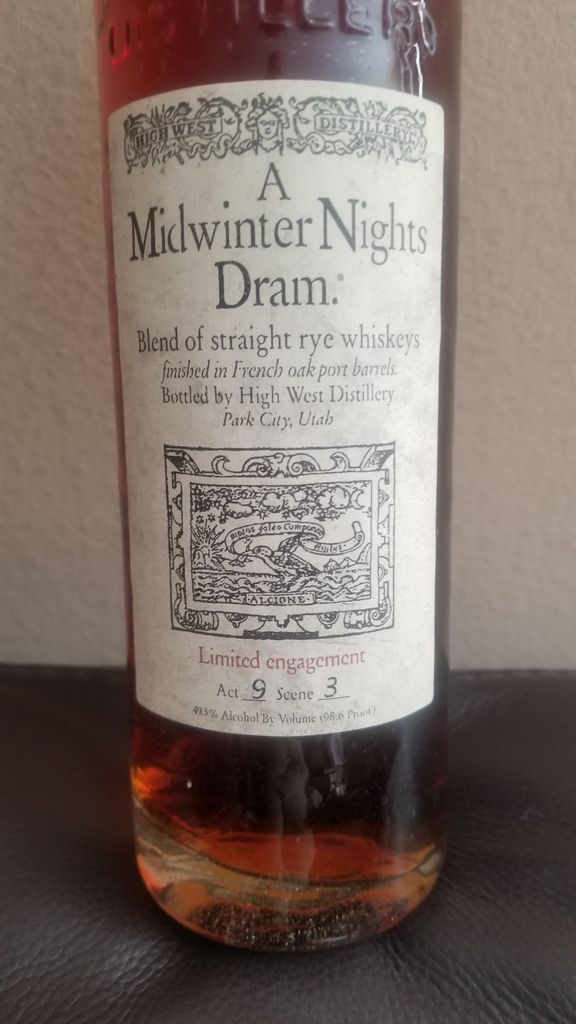 HIGH WEST DISTILLERY
A
Midwinter Nights
Dram.
Blend of straight rye whiskeys
finished in French oak port barrels.
Bottled by High West Distillery
Park City, Utah
ALCIONE
Limited engagement
Act 9 Scene 3
49.3% Alcohol By Volume (98.6 Proof)